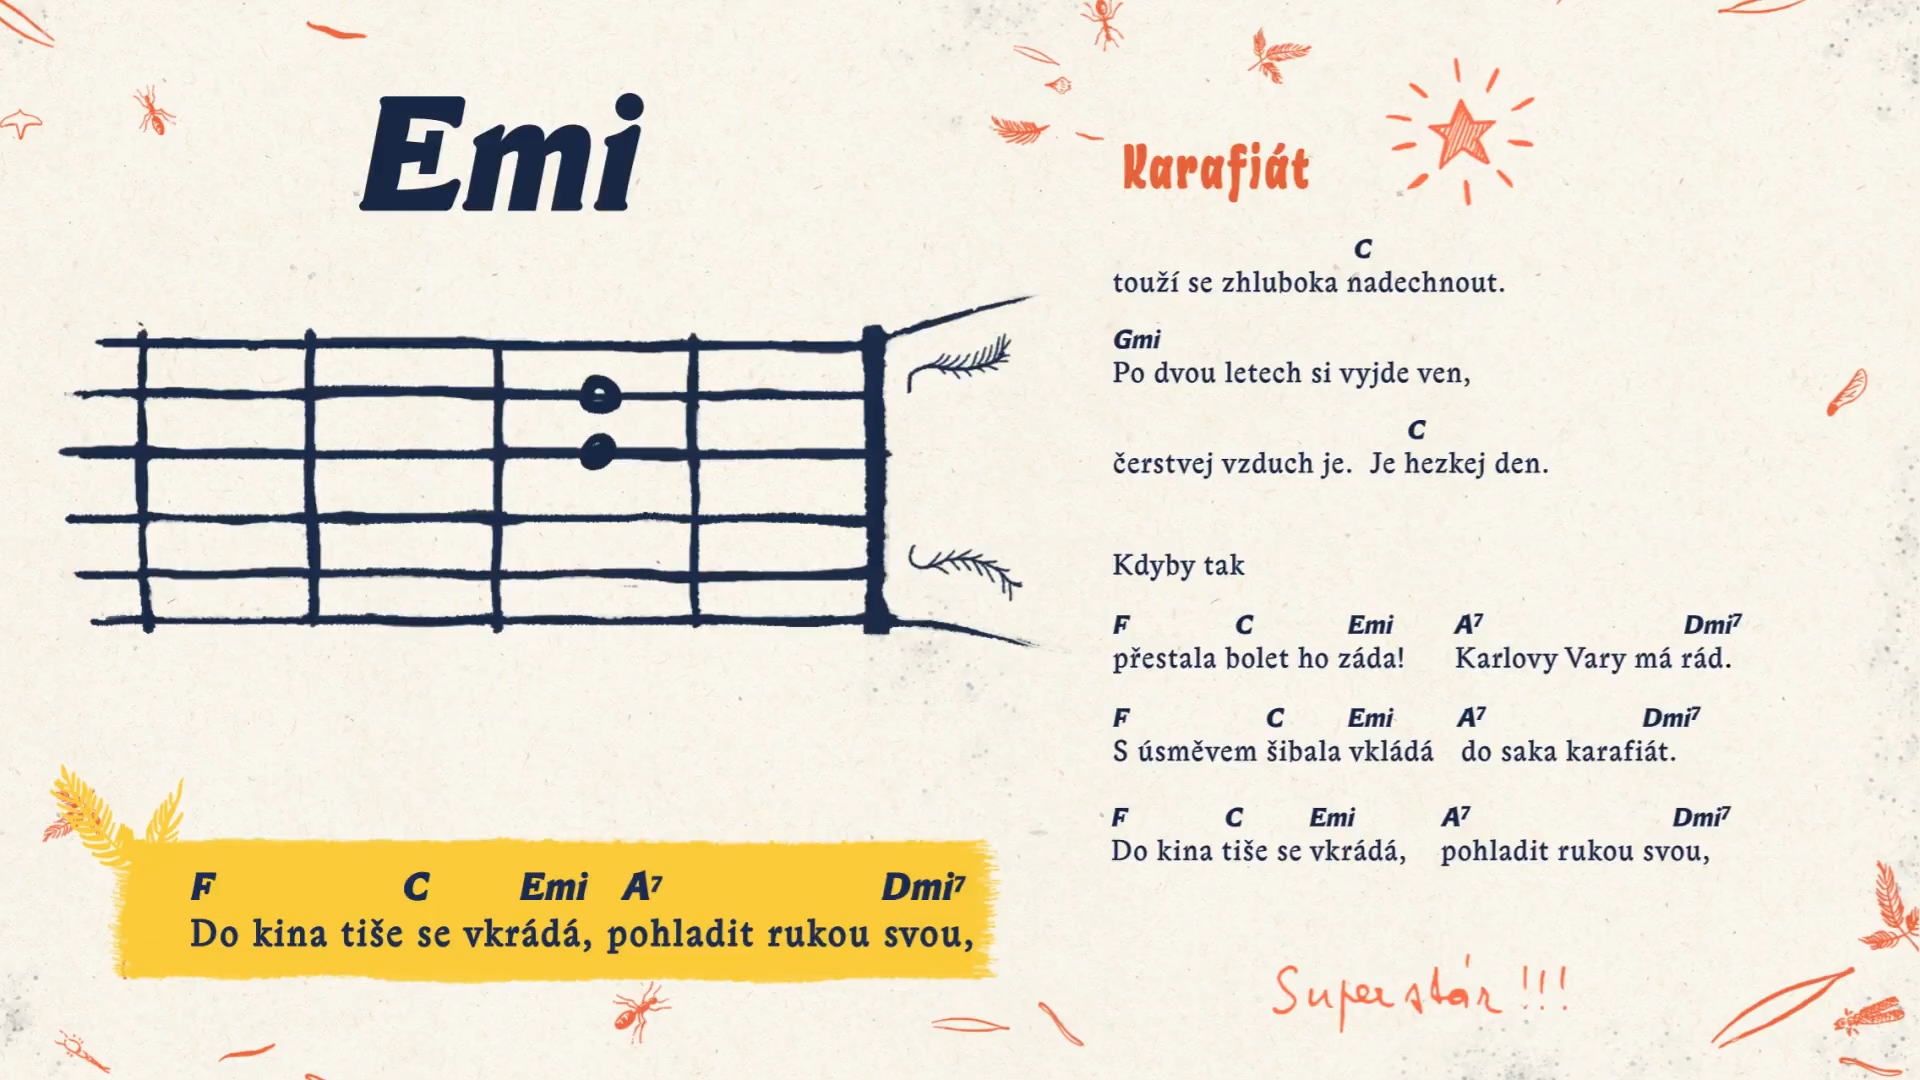 Emi
F C Emi A7 Dmi7
Do kina tiše se vkrádá, pohladit rukou svou,
Karafiát
C
touží se zhluboka nadechnout.
Gmi
Po dvou letech si vyjde ven,
C
čerstvej vzduch je. Je hezkej den.
Kdyby tak
F C Emi A7 Dmi7
přestala bolet ho záda! Karlovy Vary má rád.
F C Emi A7 Dmi7
S úsměvem šibala vkládá do saka karafiát.
F C Emi A7 Dmi7
Do kina tiše se vkrádá, pohladit rukou svou,
Superstár !!!